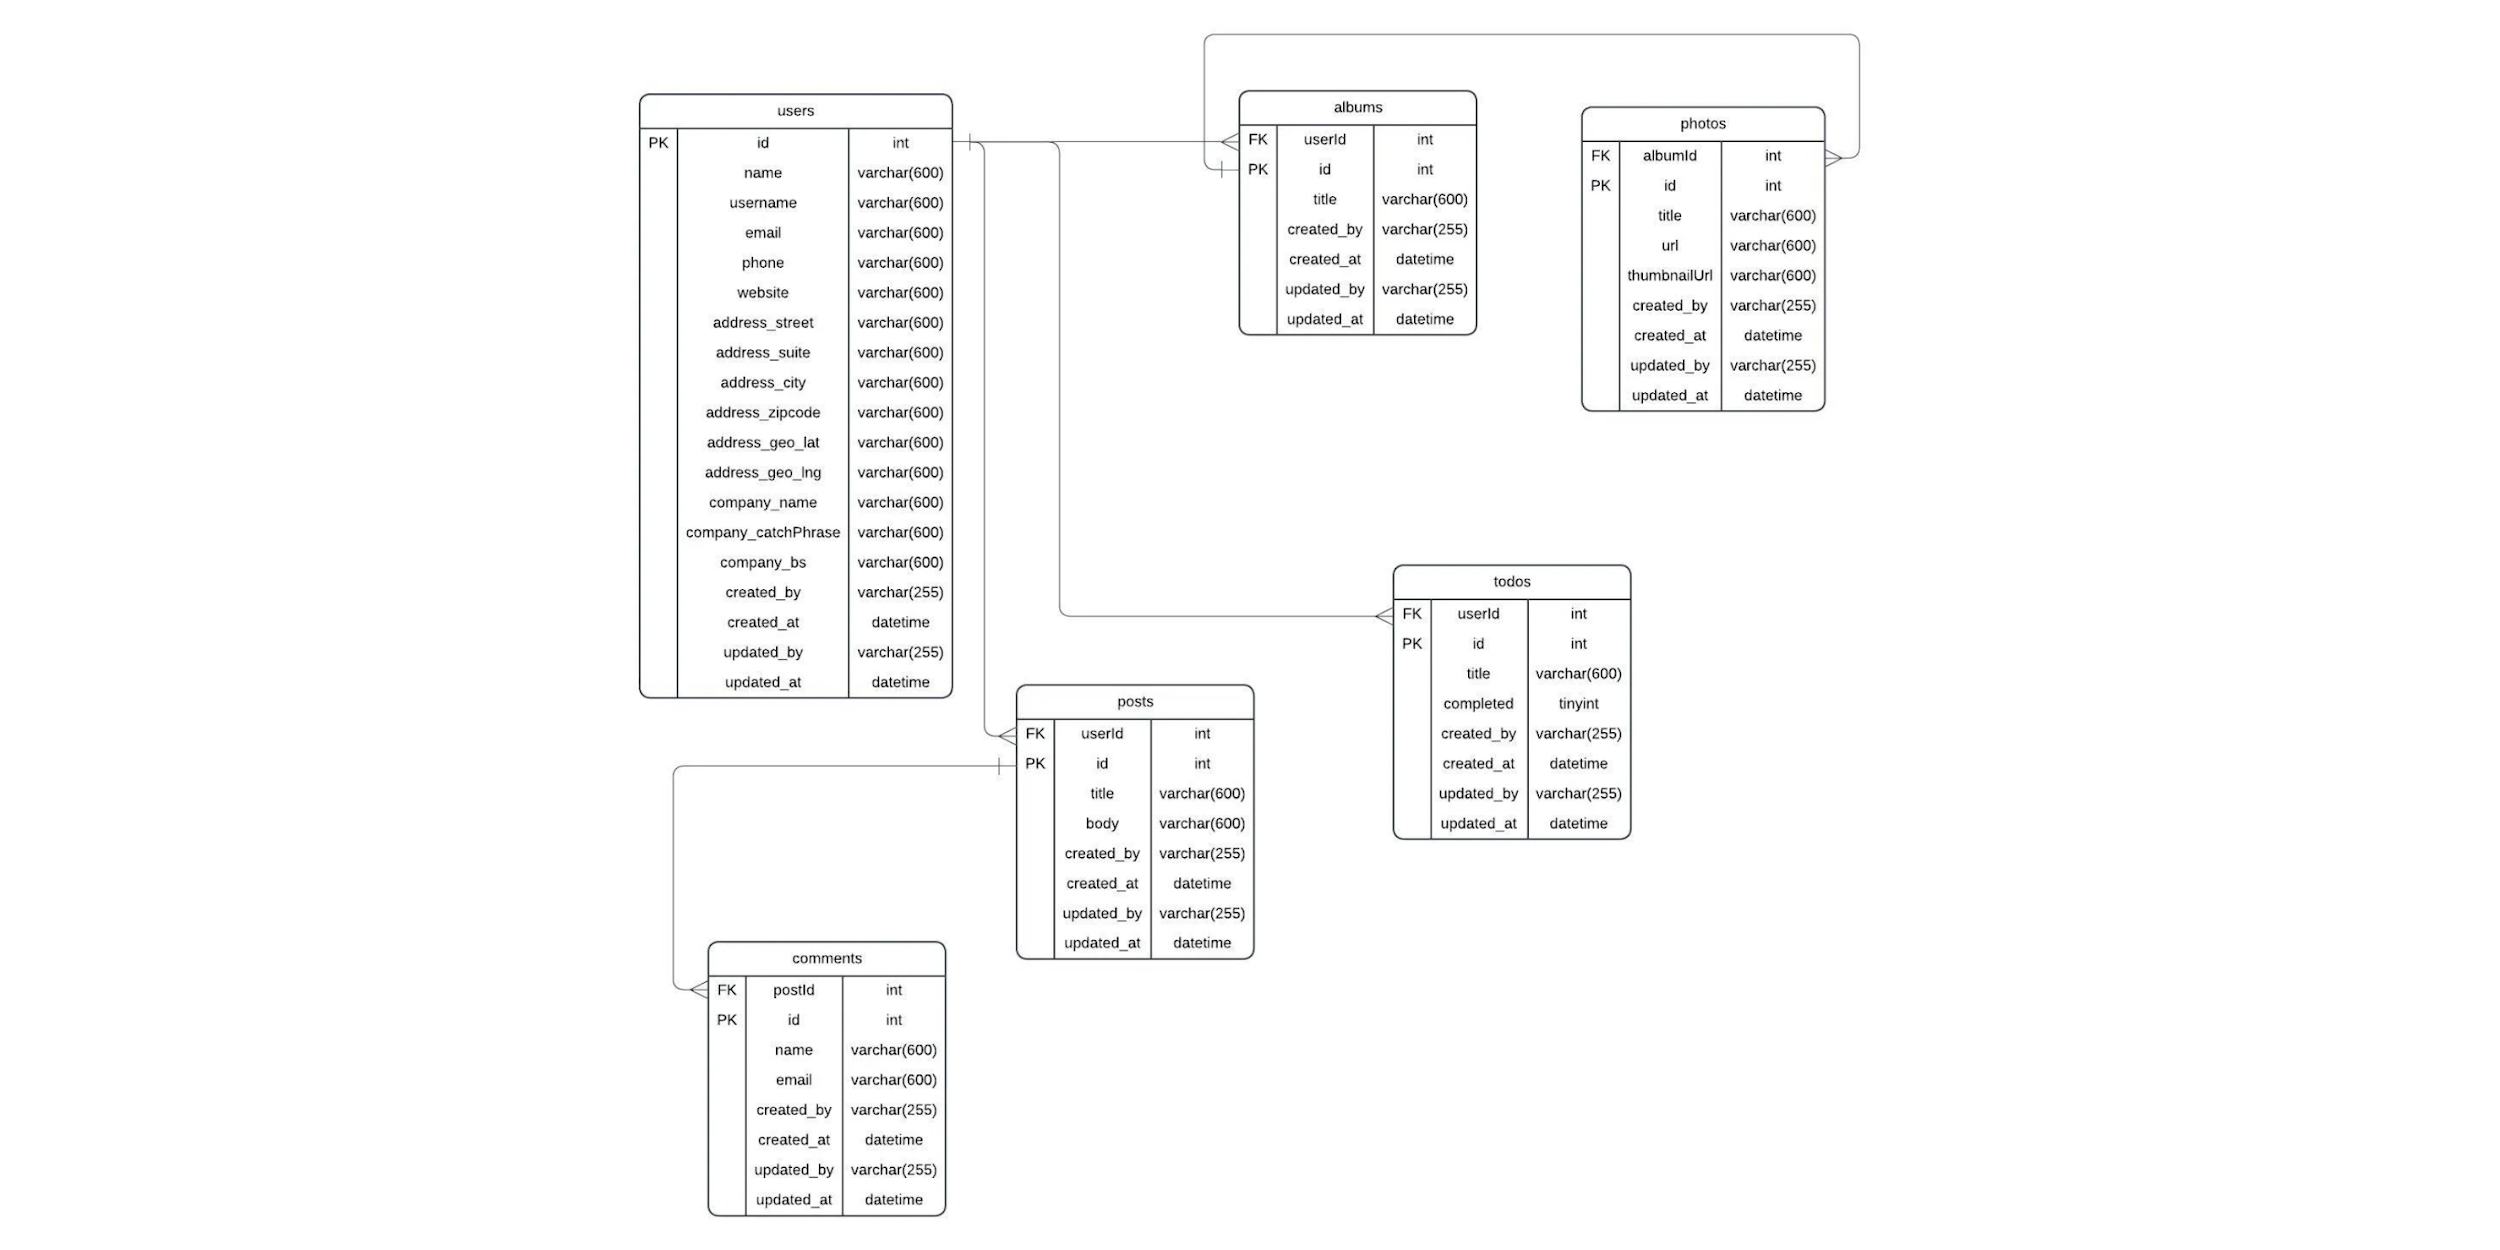 users
PK id int
name varchar(600)
username varchar(600)
email varchar(600)
phone varchar(600)
website varchar(600)
address_street varchar(600)
address_suite varchar(600)
address_city varchar(600)
address_zipcode varchar(600)
address_geo_lat varchar(600)
address_geo_lng varchar(600)
company_name varchar(600)
company_catchPhrase varchar(600)
company_bs varchar(600)
created_by varchar(255)
created_at datetime
updated_by varchar(255)
updated_at datetime
albums
FK userId int
PK id int
title varchar(600)
created_by varchar(255)
created_at datetime
updated_by varchar(255)
updated_at datetime
photos
FK albumId int
PK id int
title varchar(600)
url varchar(600)
thumbnailUrl varchar(600)
created_by varchar(255)
created_at datetime
updated_by varchar(255)
updated_at datetime
todos
FK userId int
PK id int
title varchar(600)
completed tinyint
created_by varchar(255)
created_at datetime
updated_by varchar(255)
updated_at datetime
posts
FK userId int
PK id int
title varchar(600)
body varchar(600)
created_by varchar(255)
created_at datetime
updated_by varchar(255)
updated_at datetime
comments
FK postId int
PK id int
name varchar(600)
email varchar(600)
created_by varchar(255)
created_at datetime
updated_by varchar(255)
updated_at datetime